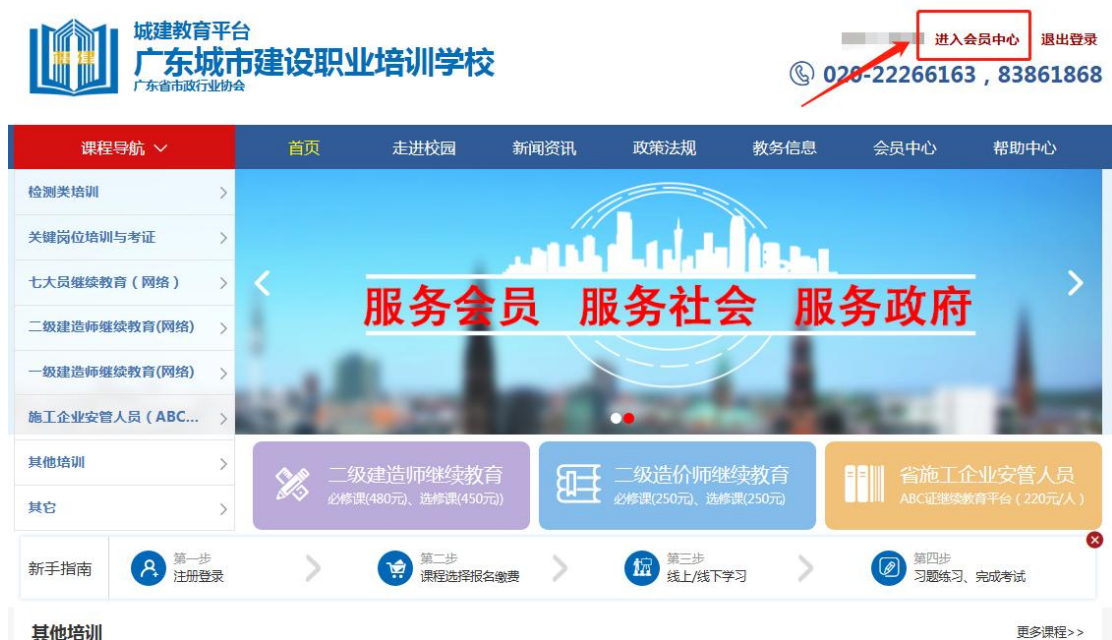 城建教育平台
广东城市建设职业培训学校
广东省市政行业协会
进入会员中心 退出登录
020-22266163，83861868
课程导航 首页 走进校园 新闻资讯 政策法规 教务信息 会员中心 帮助中心
检测类培训
关键岗位培训与考证
七大员继续教育（网络）
二级建造师继续教育(网络)
一级建造师继续教育(网络)
施工企业安管人员（ABC...
其他培训
其它
服务会员 服务社会 服务政府
二级建造师继续教育
必修课(480元)、选修课(450元))
二级造价师继续教育
必修课(250元)、选修课(250元)
省施工企业安管人员
ABC证继续教育平台（220元/人）
新手指南
第一步
注册登录
第二步
课程选择报名缴费
第三步
线上/线下学习
第四步
习题练习、完成考试
其他培训
更多课程>>